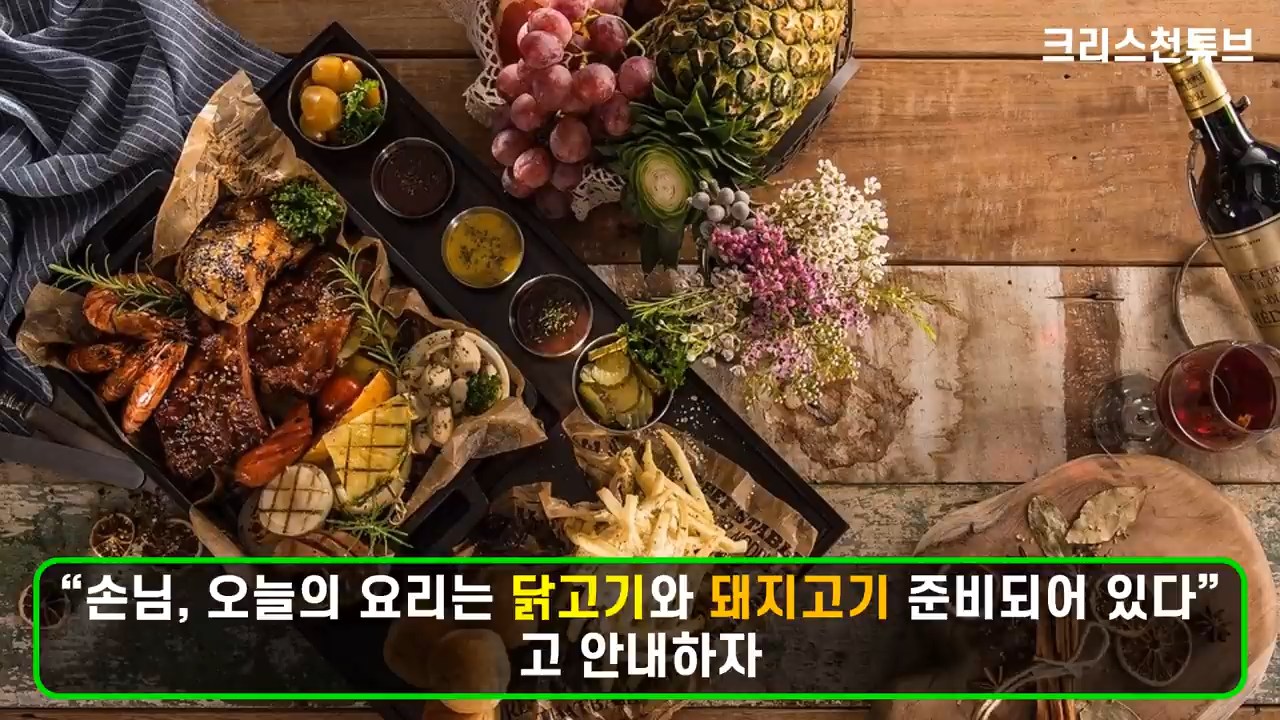 크리스천튜브
“손님, 오늘의 요리는 닭고기와 돼지고기 준비되어 있다”
고 안내하자